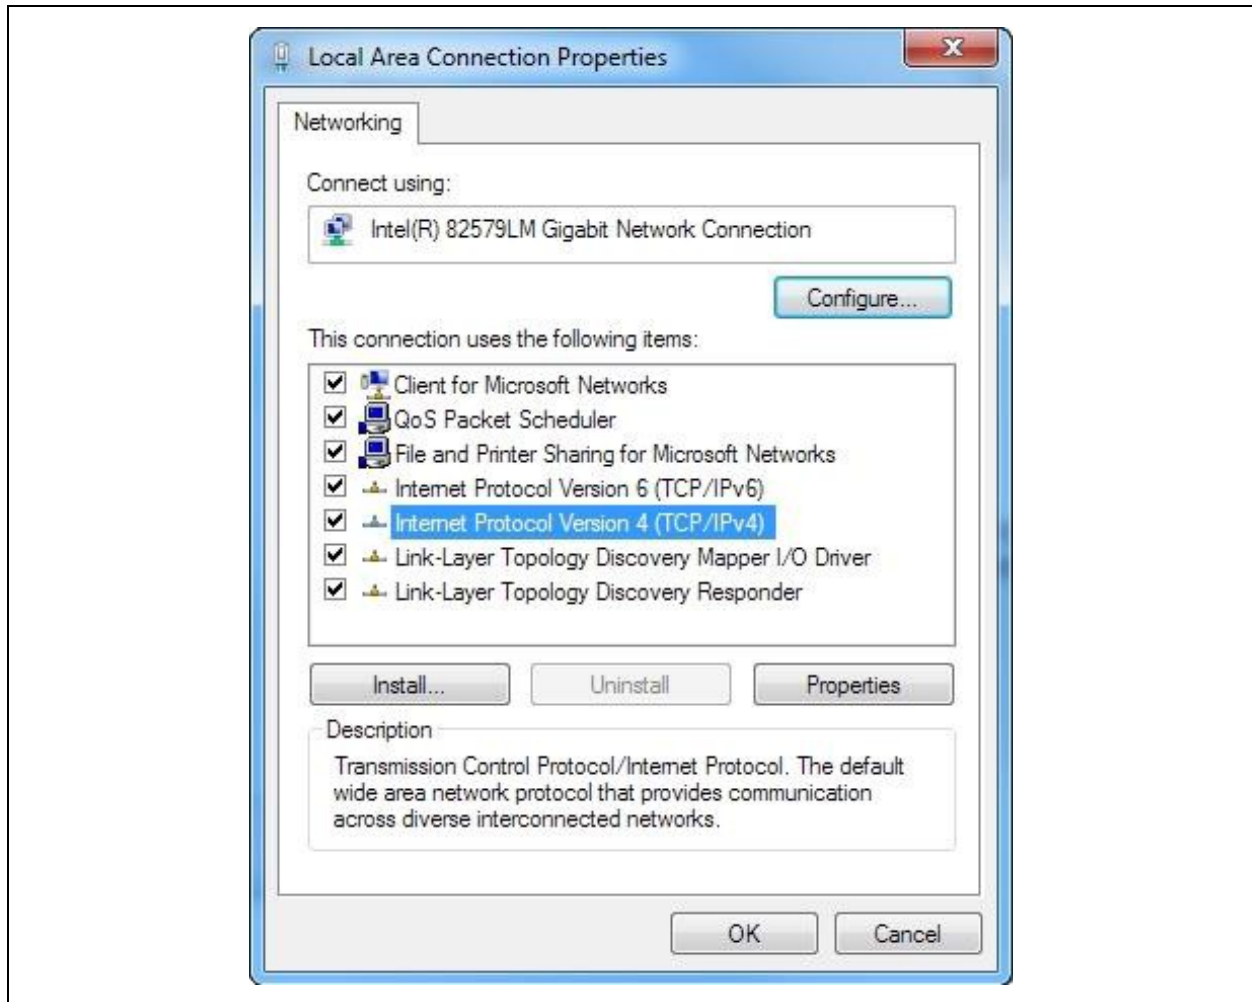 Local Area Connection Properties
Networking
Connect using:
Intel(R) 82579LM Gigabit Network Connection
Configure...
This connection uses the following items:
Client for Microsoft Networks
QoS Packet Scheduler
File and Printer Sharing for Microsoft Networks
Internet Protocol Version 6 (TCP/IPv6)
Internet Protocol Version 4 (TCP/IPv4)
Link-Layer Topology Discovery Mapper I/O Driver
Link-Layer Topology Discovery Responder
Install...
Uninstall
Properties
Description
Transmission Control Protocol/Internet Protocol. The default
wide area network protocol that provides communication
across diverse interconnected networks.
OK
Cancel